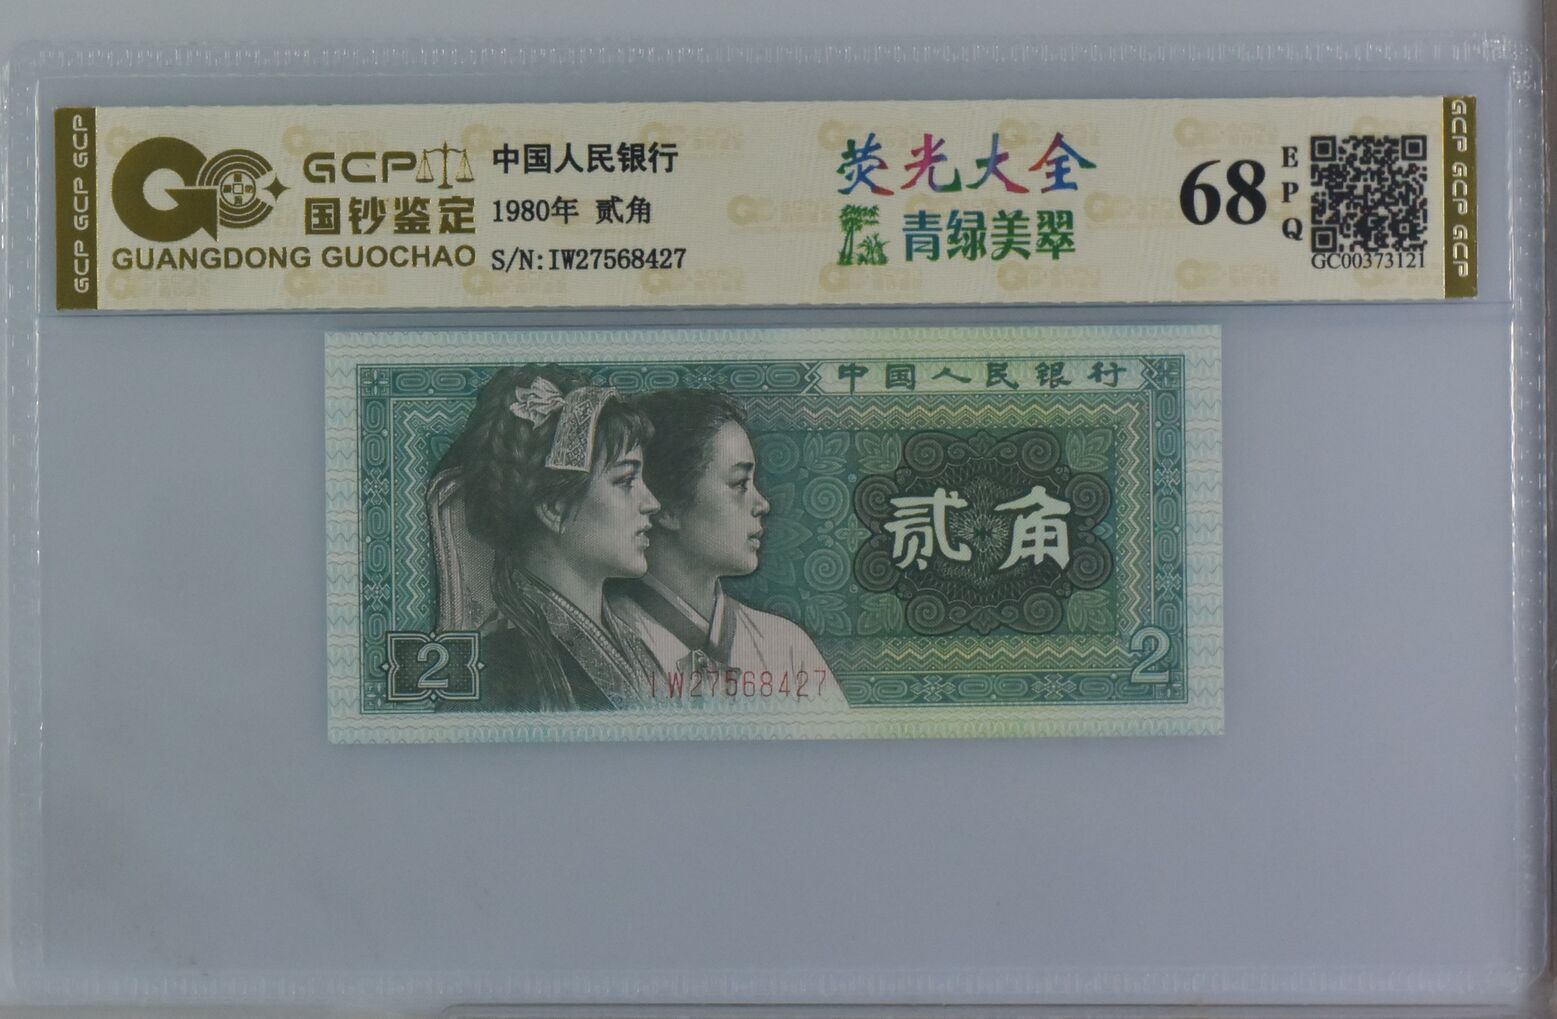 GCP GCP GCP
GCP
国钞鉴定
GUANGDONG GUOCHAO
中国人民银行
1980年 贰角
S/N:IW27568427
荧光大全
青绿美翠
68
EPQ
GC00373121
GCP GCP GCP
中国人民银行
贰角
2
2
IW27568427